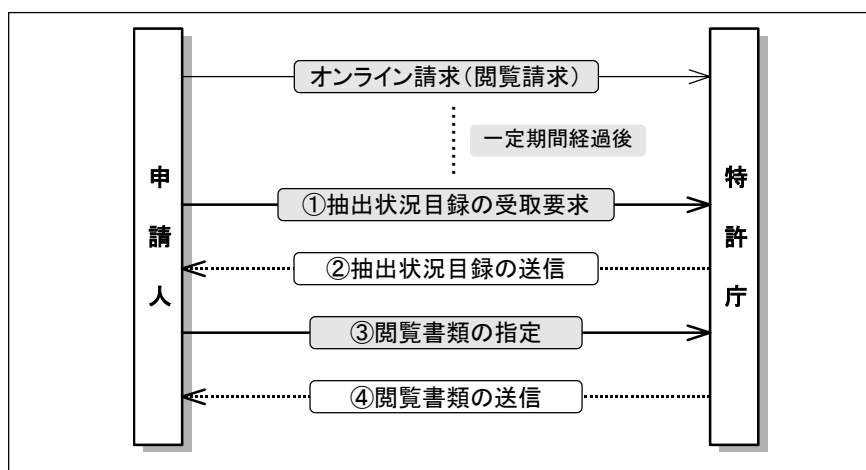 オンライン請求（閲覧請求）
一定期間経過後
申請人
特許庁
①抽出状況目録の受取要求
②抽出状況目録の送信
③閲覧書類の指定
④閲覧書類の送信